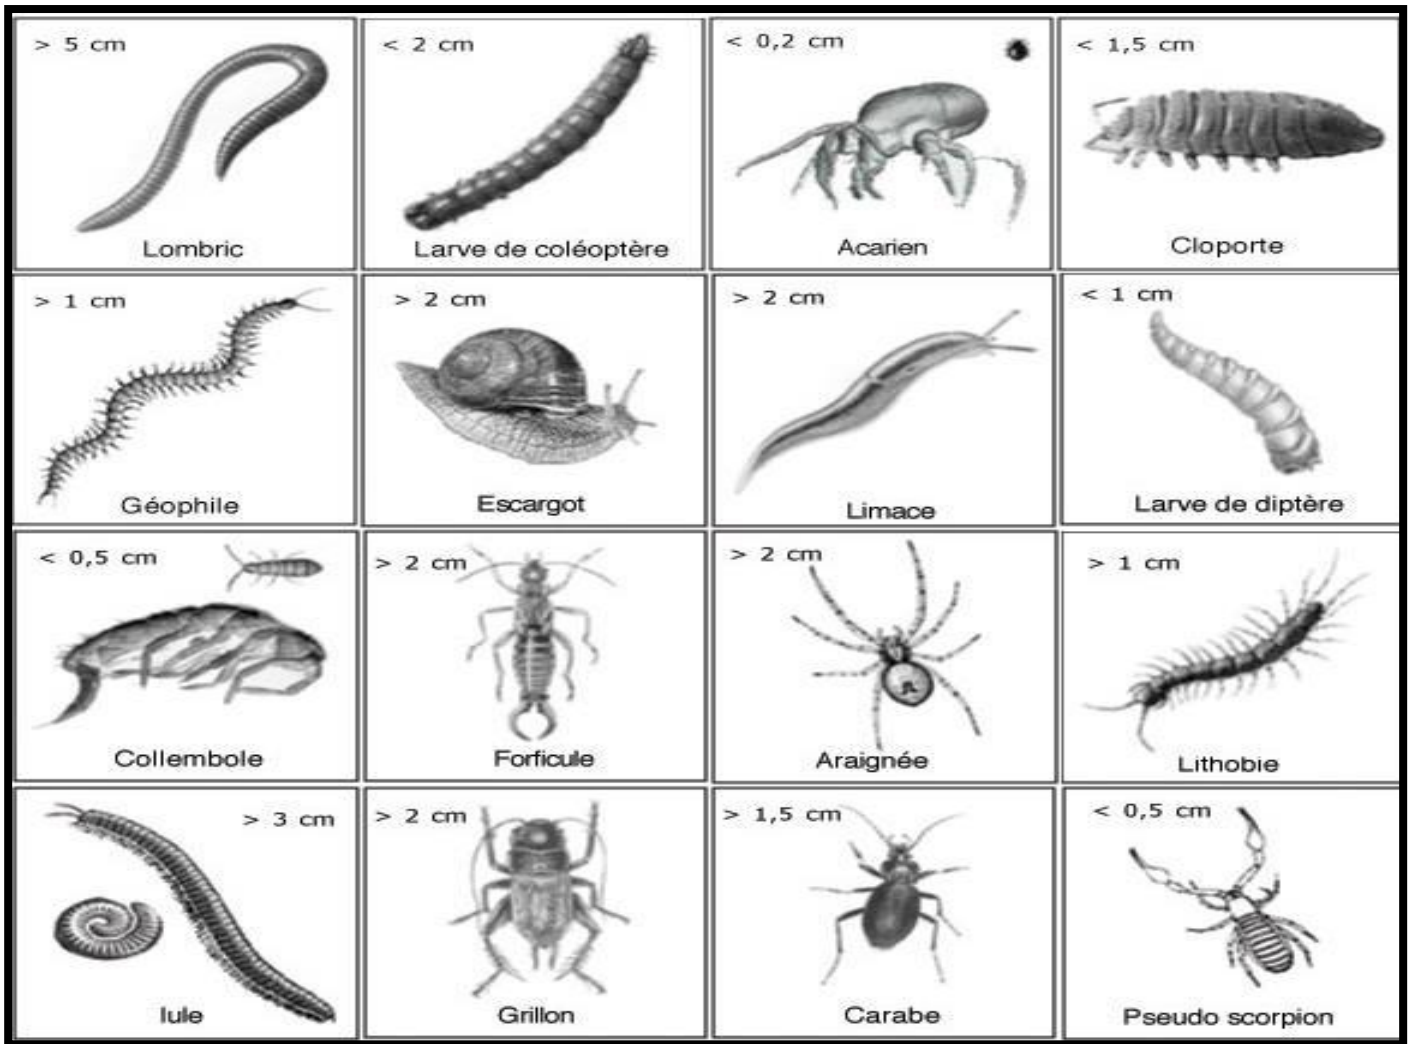 > 5 cm
Lombric
< 2 cm
Larve de coléoptère
< 0,2 cm
Acarien
< 1,5 cm
Cloporte
> 1 cm
Géophile
> 2 cm
Escargot
> 2 cm
Limace
< 1 cm
Larve de diptère
< 0,5 cm
Collembole
> 2 cm
Forficule
> 2 cm
Araignée
> 1 cm
Lithobie
> 3 cm
Iule
> 2 cm
Grillon
> 1,5 cm
Carabe
< 0,5 cm
Pseudo scorpion